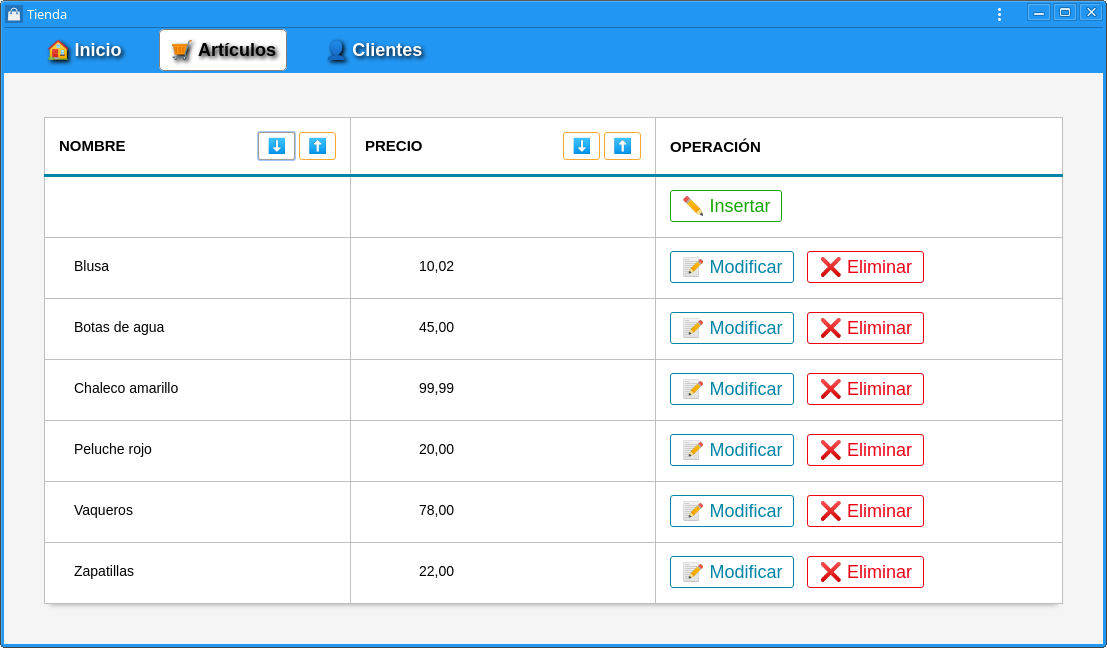 Tienda
Inicio Artículos Clientes
NOMBRE PRECIO OPERACIÓN
Insertar
Blusa 10,02 Modificar Eliminar
Botas de agua 45,00 Modificar Eliminar
Chaleco amarillo 99,99 Modificar Eliminar
Peluche rojo 20,00 Modificar Eliminar
Vaqueros 78,00 Modificar Eliminar
Zapatillas 22,00 Modificar Eliminar